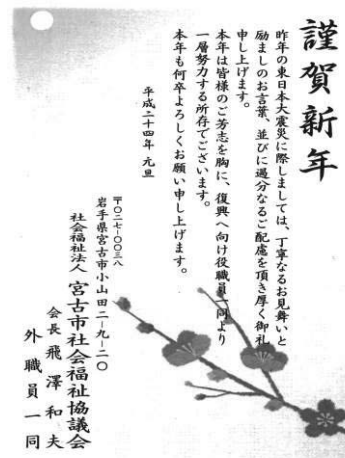 謹賀新年
昨年の東日本大震災に際しましては、丁寧なるお見舞いと
励ましのお言葉、並びに過分なるご配慮を頂き厚く御礼
申し上げます。
本年は皆様のご芳志を胸に、復興へ向け役職員一同より
一層努力する所存でございます。
本年も何卒よろしくお願い申し上げます。
平成二十四年 元旦
〒〇二七-〇〇三八
岩手県宮古市小山田二-九-二〇
社会福祉法人 宮古市社会福祉協議会
会長 飛澤和夫
外職員一同